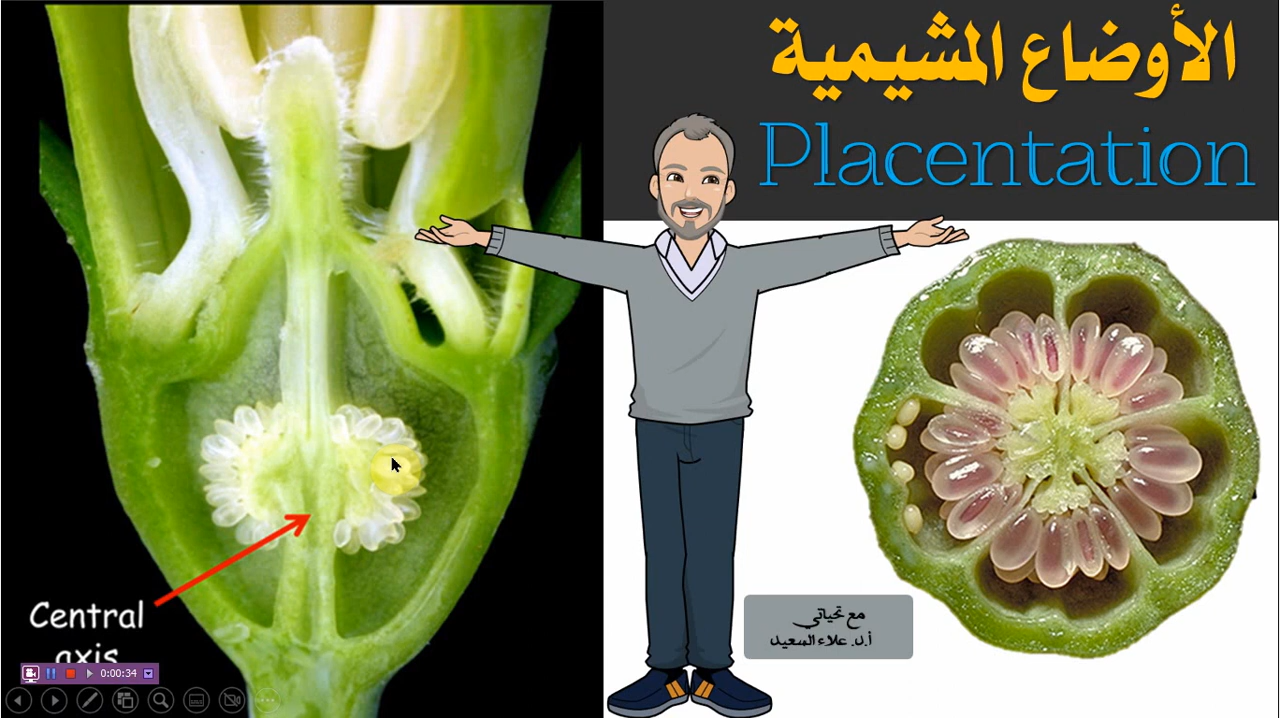 الأوضاع المشيمية
Placentation
Central
axis
مع تحياتي
أ.د. علاء السعيد
0:00:34